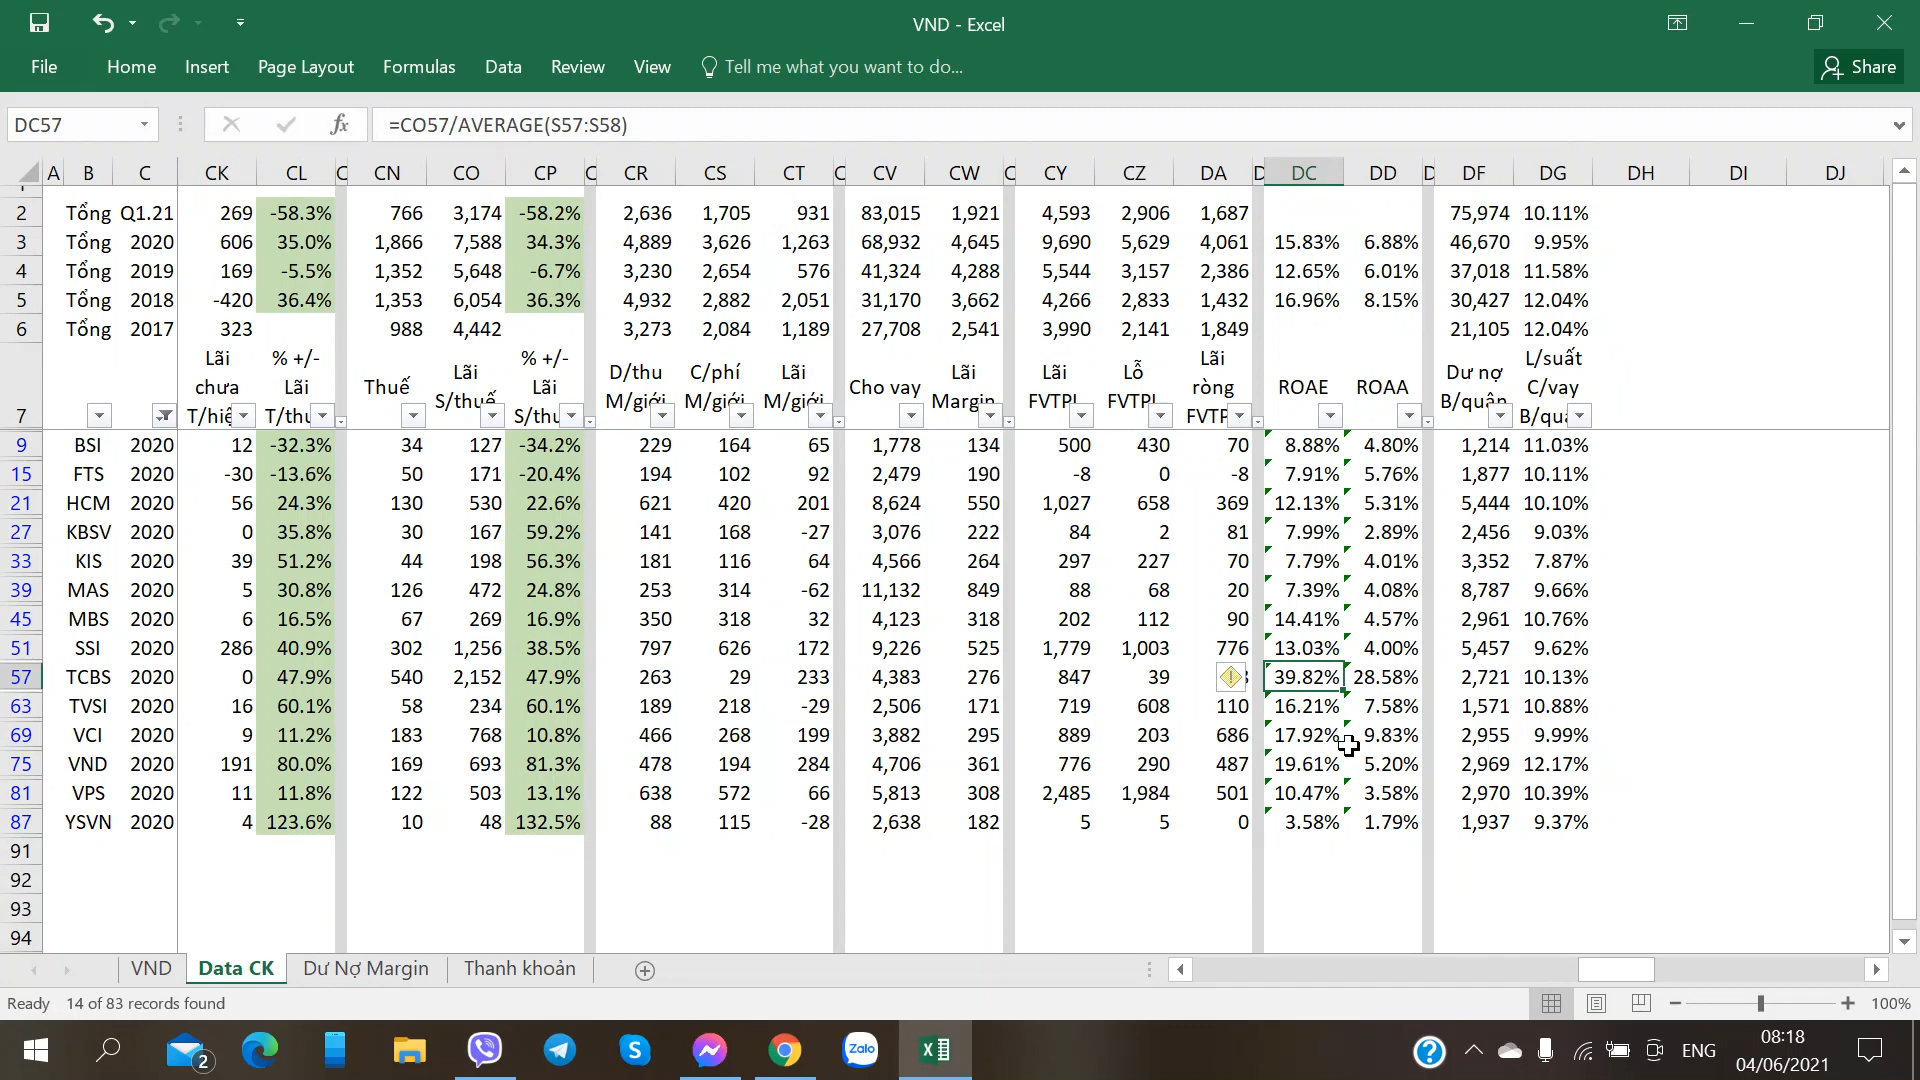 VND - Excel
File Home Insert Page Layout Formulas Data Review View Tell me what you want to do... Share
DC57 fx =CO57/AVERAGE(S57:S58)
A B C CK CL C CN CO CP C CR CS CT C CV CW C CY CZ DA D DC DD D DF DG DH DI DJ
2 Tổng Q1.21 269 -58.3% 766 3,174 -58.2% 2,636 1,705 931 83,015 1,921 4,593 2,906 1,687 75,974 10.11%
3 Tổng 2020 606 35.0% 1,866 7,588 34.3% 4,889 3,626 1,263 68,932 4,645 9,690 5,629 4,061 15.83% 6.88% 46,670 9.95%
4 Tổng 2019 169 -5.5% 1,352 5,648 -6.7% 3,230 2,654 576 41,324 4,288 5,544 3,157 2,386 12.65% 6.01% 37,018 11.58%
5 Tổng 2018 -420 36.4% 1,353 6,054 36.3% 4,932 2,882 2,051 31,170 3,662 4,266 2,833 1,432 16.96% 8.15% 30,427 12.04%
6 Tổng 2017 323 988 4,442 3,273 2,084 1,189 27,708 2,541 3,990 2,141 1,849 21,105 12.04%
Lãi % +/- % +/- Lãi L/suất
chưa Lãi Thuế Lãi Lãi D/thu C/phí Lãi Cho vay Lãi Lãi Lỗ ròng ROAE ROAA Dư nợ C/vay
7 T/hiệ T/thu S/thuế S/thu M/giới M/giới M/giới Margin FVTPL FVTPL FVTP B/quân B/quâ
9 BSI 2020 12 -32.3% 34 127 -34.2% 229 164 65 1,778 134 500 430 70 8.88% 4.80% 1,214 11.03%
15 FTS 2020 -30 -13.6% 50 171 -20.4% 194 102 92 2,479 190 -8 0 -8 7.91% 5.76% 1,877 10.11%
21 HCM 2020 56 24.3% 130 530 22.6% 621 420 201 8,624 550 1,027 658 369 12.13% 5.31% 5,444 10.10%
27 KBSV 2020 0 35.8% 30 167 59.2% 141 168 -27 3,076 222 84 2 81 7.99% 2.89% 2,456 9.03%
33 KIS 2020 39 51.2% 44 198 56.3% 181 116 64 4,566 264 297 227 70 7.79% 4.01% 3,352 7.87%
39 MAS 2020 5 30.8% 126 472 24.8% 253 314 -62 11,132 849 88 68 20 7.39% 4.08% 8,787 9.66%
45 MBS 2020 6 16.5% 67 269 16.9% 350 318 32 4,123 318 202 112 90 14.41% 4.57% 2,961 10.76%
51 SSI 2020 286 40.9% 302 1,256 38.5% 797 626 172 9,226 525 1,779 1,003 776 13.03% 4.00% 5,457 9.62%
57 TCBS 2020 0 47.9% 540 2,152 47.9% 263 29 233 4,383 276 847 39 39.82% 28.58% 2,721 10.13%
63 TVSI 2020 16 60.1% 58 234 60.1% 189 218 -29 2,506 171 719 608 110 16.21% 7.58% 1,571 10.88%
69 VCI 2020 9 11.2% 183 768 10.8% 466 268 199 3,882 295 889 203 686 17.92% 9.83% 2,955 9.99%
75 VND 2020 191 80.0% 169 693 81.3% 478 194 284 4,706 361 776 290 487 19.61% 5.20% 2,969 12.17%
81 VPS 2020 11 11.8% 122 503 13.1% 638 572 66 5,813 308 2,485 1,984 501 10.47% 3.58% 2,970 10.39%
87 YSVN 2020 4 123.6% 10 48 132.5% 88 115 -28 2,638 182 5 5 0 3.58% 1.79% 1,937 9.37%
91
92
93
94
VND Data CK Dư Nợ Margin Thanh khoản
Ready 14 of 83 records found 100%
2 Zalo ENG 08:18
04/06/2021